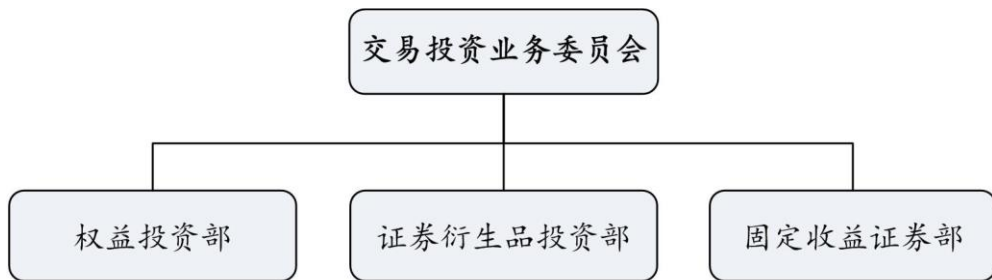 交易投资业务委员会
权益投资部
证券衍生品投资部
固定收益证券部